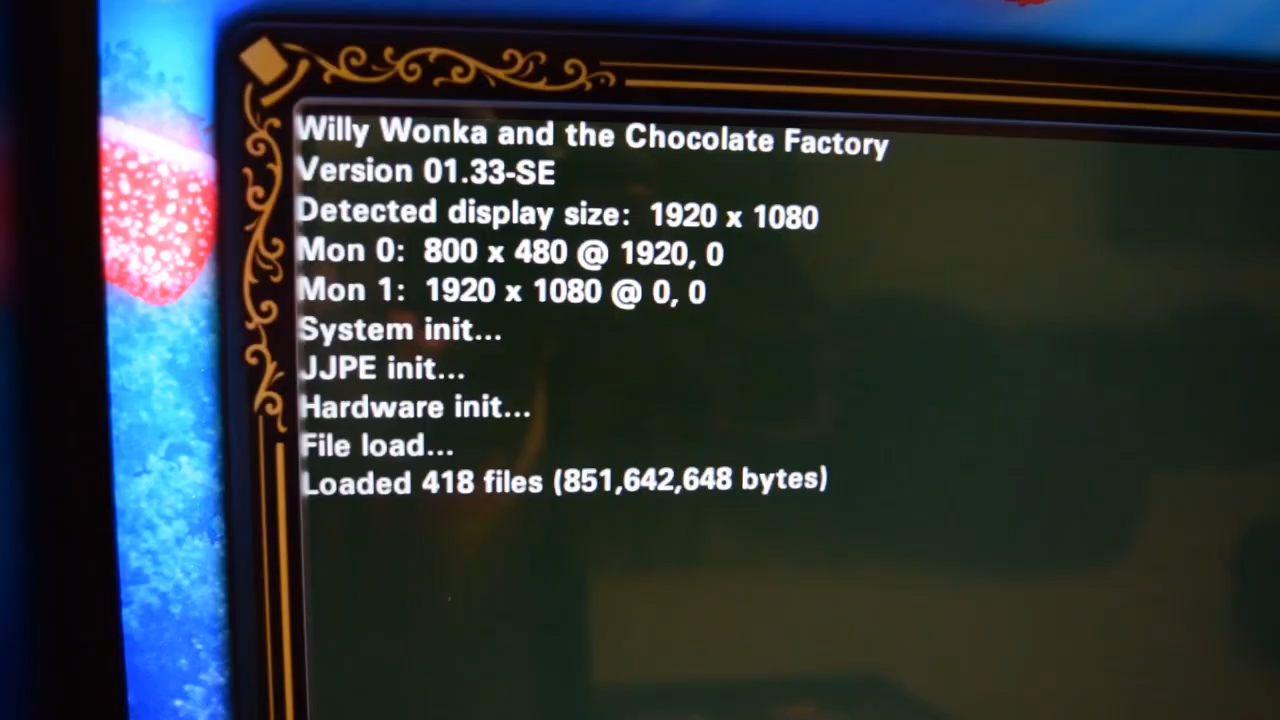 Willy Wonka and the Chocolate Factory
Version 01.33-SE
Detected display size: 1920 x 1080
Mon 0: 800 x 480 @ 1920, 0
Mon 1: 1920 x 1080 @ 0, 0
System init...
JJPE init...
Hardware init...
File load...
Loaded 418 files (851,642,648 bytes)